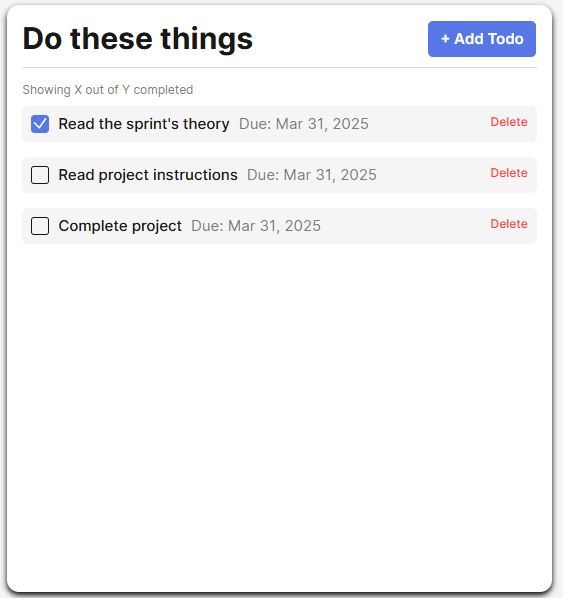 Do these things
+ Add Todo
Showing X out of Y completed
Read the sprint's theory Due: Mar 31, 2025 Delete
Read project instructions Due: Mar 31, 2025 Delete
Complete project Due: Mar 31, 2025 Delete